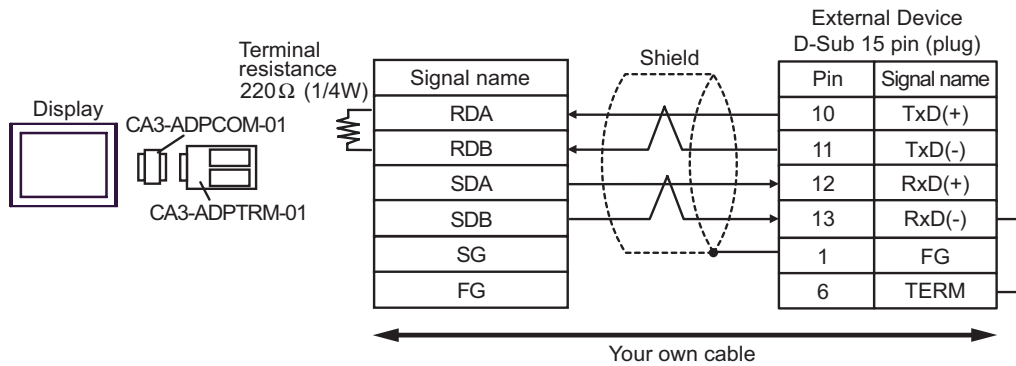 External Device
D-Sub 15 pin (plug)
Terminal
resistance
220Ω (1/4W)
Shield
Display
CA3-ADPCOM-01
CA3-ADPTRM-01
Signal name
RDA
RDB
SDA
SDB
SG
FG
Pin Signal name
10 TxD(+)
11 TxD(-)
12 RxD(+)
13 RxD(-)
1 FG
6 TERM
Your own cable